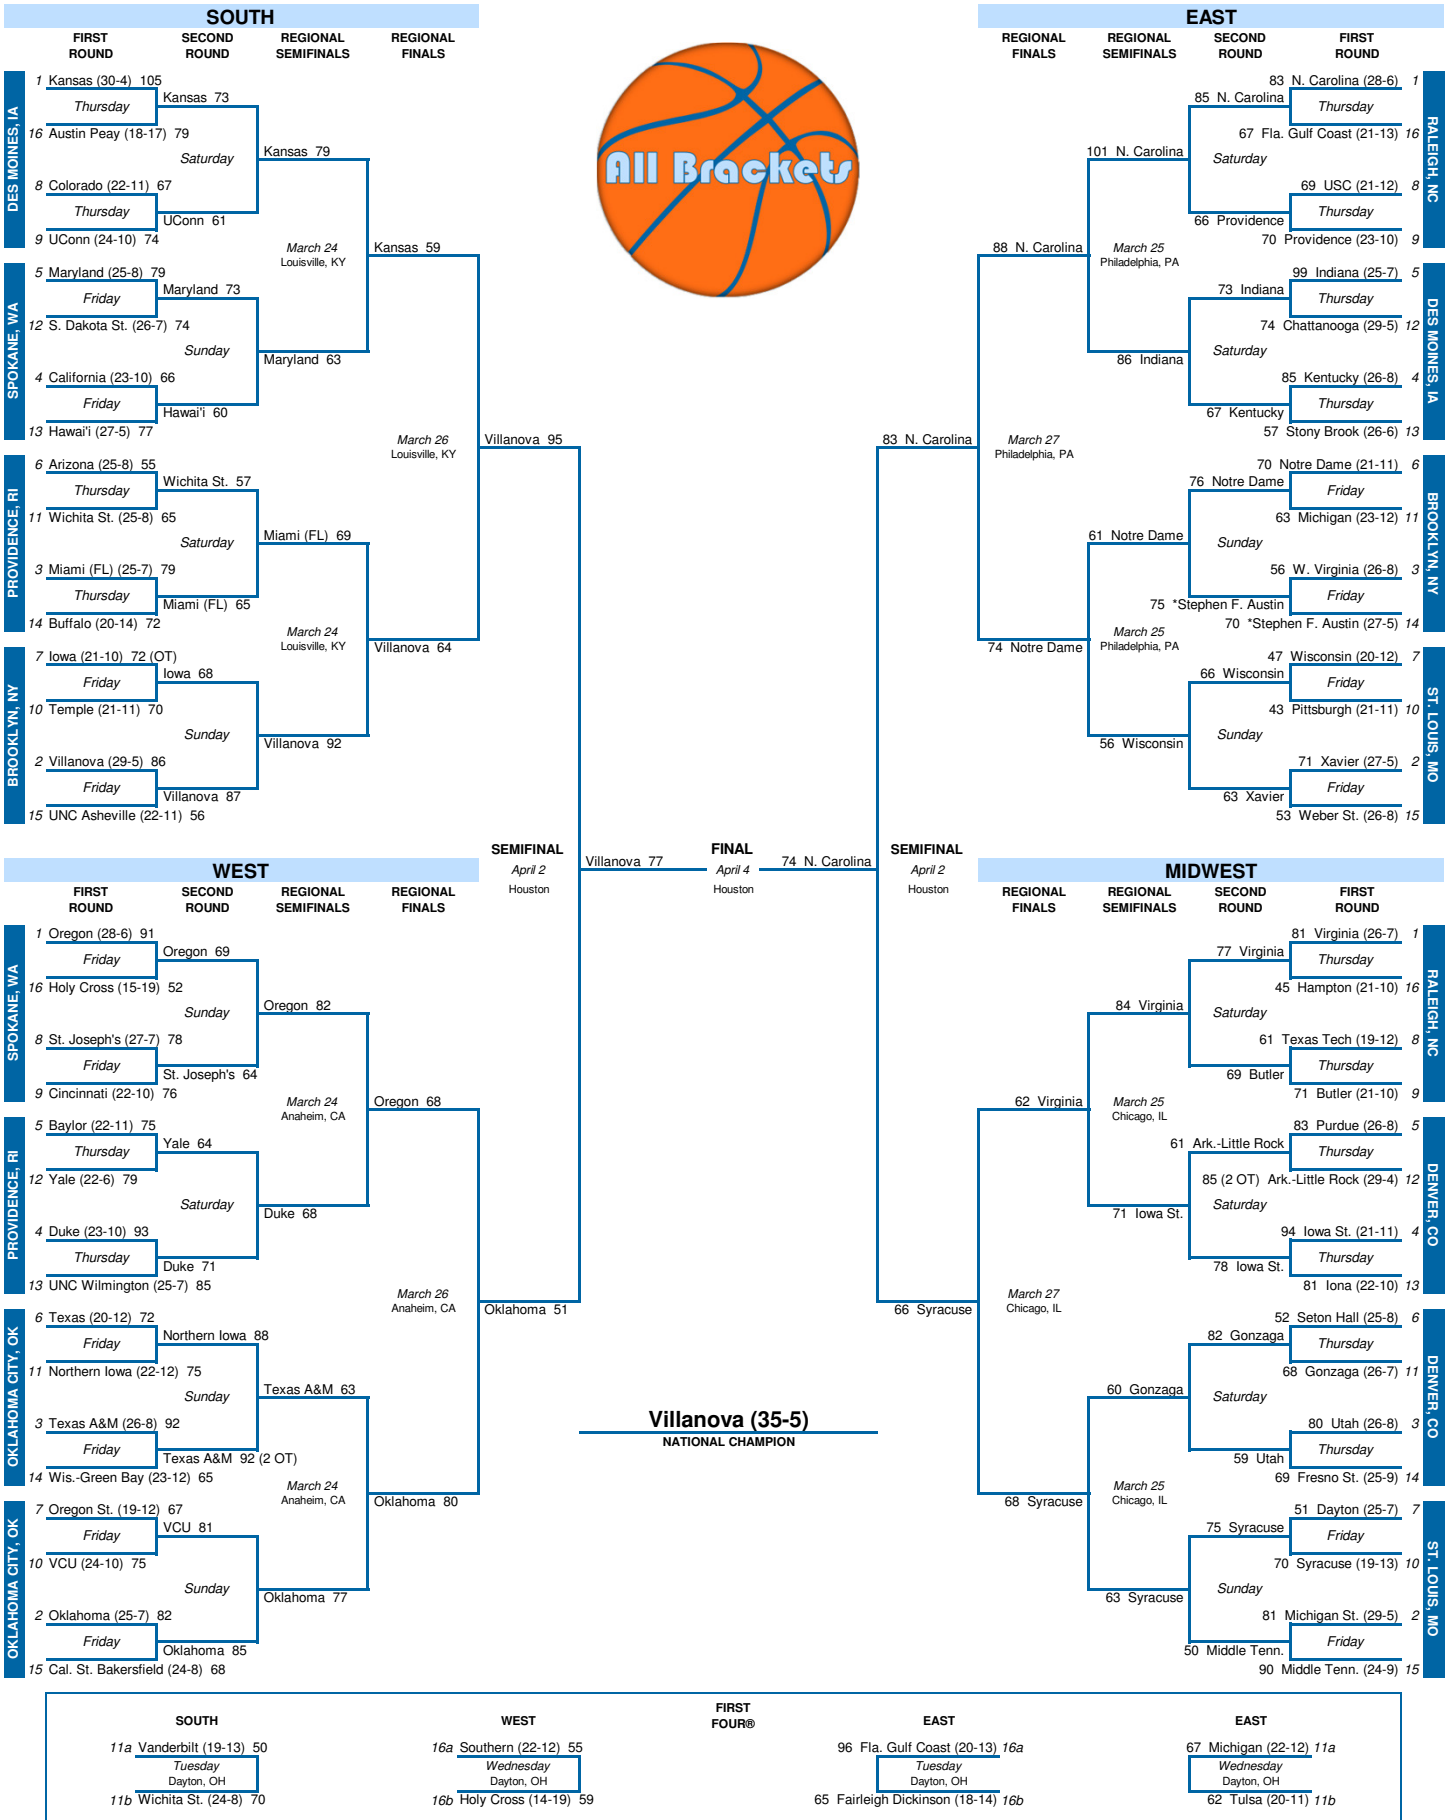 SOUTH
FIRST ROUND
SECOND ROUND
REGIONAL SEMIFINALS
REGIONAL FINALS
DES MOINES, IA
1 Kansas (30-4) 105
Thursday
16 Austin Peay (18-17) 79
Kansas 73
Saturday
8 Colorado (22-11) 67
Thursday
9 UConn (24-10) 74
UConn 61
Kansas 79
March 24
Louisville, KY
SPOKANE, WA
5 Maryland (25-8) 79
Friday
12 S. Dakota St. (26-7) 74
Maryland 73
Sunday
4 California (23-10) 66
Friday
13 Hawai'i (27-5) 77
Hawai'i 60
Maryland 63
Kansas 59
March 26
Louisville, KY
PROVIDENCE, RI
6 Arizona (25-8) 55
Thursday
11 Wichita St. (25-8) 65
Wichita St. 57
Saturday
3 Miami (FL) (25-7) 79
Thursday
14 Buffalo (20-14) 72
Miami (FL) 65
Miami (FL) 69
March 24
Louisville, KY
BROOKLYN, NY
7 Iowa (21-10) 72 (OT)
Friday
10 Temple (21-11) 70
Iowa 68
Sunday
2 Villanova (29-5) 86
Friday
15 UNC Asheville (22-11) 56
Villanova 87
Villanova 92
Villanova 64
Villanova 95
All Brackets
EAST
REGIONAL FINALS
REGIONAL SEMIFINALS
SECOND ROUND
FIRST ROUND
RALEIGH, NC
83 N. Carolina (28-6) 1
Thursday
67 Fla. Gulf Coast (21-13) 16
85 N. Carolina
Saturday
69 USC (21-12) 8
Thursday
70 Providence (23-10) 9
66 Providence
101 N. Carolina
March 25
Philadelphia, PA
DES MOINES, IA
99 Indiana (25-7) 5
Thursday
74 Chattanooga (29-5) 12
73 Indiana
Saturday
85 Kentucky (26-8) 4
Thursday
57 Stony Brook (26-6) 13
67 Kentucky
86 Indiana
88 N. Carolina
March 27
Philadelphia, PA
BROOKLYN, NY
70 Notre Dame (21-11) 6
Friday
63 Michigan (23-12) 11
76 Notre Dame
Sunday
56 W. Virginia (26-8) 3
Friday
70 *Stephen F. Austin (27-5) 14
75 *Stephen F. Austin
61 Notre Dame
March 25
Philadelphia, PA
ST. LOUIS, MO
47 Wisconsin (20-12) 7
Friday
43 Pittsburgh (21-11) 10
66 Wisconsin
Sunday
71 Xavier (27-5) 2
Friday
53 Weber St. (26-8) 15
63 Xavier
56 Wisconsin
74 Notre Dame
83 N. Carolina
SEMIFINAL
April 2
Houston
Villanova 77
FINAL
April 4
Houston
74 N. Carolina
SEMIFINAL
April 2
Houston
WEST
FIRST ROUND
SECOND ROUND
REGIONAL SEMIFINALS
REGIONAL FINALS
SPOKANE, WA
1 Oregon (28-6) 91
Friday
16 Holy Cross (15-19) 52
Oregon 69
Sunday
8 St. Joseph's (27-7) 78
Friday
9 Cincinnati (22-10) 76
St. Joseph's 64
Oregon 82
March 24
Anaheim, CA
PROVIDENCE, RI
5 Baylor (22-11) 75
Thursday
12 Yale (22-6) 79
Yale 64
Saturday
4 Duke (23-10) 93
Thursday
13 UNC Wilmington (25-7) 85
Duke 71
Duke 68
Oregon 68
March 26
Anaheim, CA
OKLAHOMA CITY, OK
6 Texas (20-12) 72
Friday
11 Northern Iowa (22-12) 75
Northern Iowa 88
Sunday
3 Texas A&M (26-8) 92
Friday
14 Wis.-Green Bay (23-12) 65
Texas A&M 92 (2 OT)
Texas A&M 63
March 24
Anaheim, CA
OKLAHOMA CITY, OK
7 Oregon St. (19-12) 67
Friday
10 VCU (24-10) 75
VCU 81
Sunday
2 Oklahoma (25-7) 82
Friday
15 Cal. St. Bakersfield (24-8) 68
Oklahoma 85
Oklahoma 77
Oklahoma 80
Oklahoma 51
Villanova (35-5)
NATIONAL CHAMPION
MIDWEST
REGIONAL FINALS
REGIONAL SEMIFINALS
SECOND ROUND
FIRST ROUND
RALEIGH, NC
81 Virginia (26-7) 1
Thursday
45 Hampton (21-10) 16
77 Virginia
Saturday
61 Texas Tech (19-12) 8
Thursday
71 Butler (21-10) 9
69 Butler
84 Virginia
March 25
Chicago, IL
DENVER, CO
83 Purdue (26-8) 5
Thursday
85 (2 OT) Ark.-Little Rock (29-4) 12
61 Ark.-Little Rock
Saturday
94 Iowa St. (21-11) 4
Thursday
81 Iona (22-10) 13
78 Iowa St.
71 Iowa St.
62 Virginia
March 27
Chicago, IL
DENVER, CO
52 Seton Hall (25-8) 6
Thursday
68 Gonzaga (26-7) 11
82 Gonzaga
Saturday
80 Utah (26-8) 3
Thursday
69 Fresno St. (25-9) 14
59 Utah
60 Gonzaga
March 25
Chicago, IL
ST. LOUIS, MO
51 Dayton (25-7) 7
Friday
70 Syracuse (19-13) 10
75 Syracuse
Sunday
81 Michigan St. (29-5) 2
Friday
90 Middle Tenn. (24-9) 15
50 Middle Tenn.
63 Syracuse
68 Syracuse
66 Syracuse
FIRST FOUR®
SOUTH
11a Vanderbilt (19-13) 50
Tuesday
Dayton, OH
11b Wichita St. (24-8) 70
WEST
16a Southern (22-12) 55
Wednesday
Dayton, OH
16b Holy Cross (14-19) 59
EAST
96 Fla. Gulf Coast (20-13) 16a
Tuesday
Dayton, OH
65 Fairleigh Dickinson (18-14) 16b
EAST
67 Michigan (22-12) 11a
Wednesday
Dayton, OH
62 Tulsa (20-11) 11b